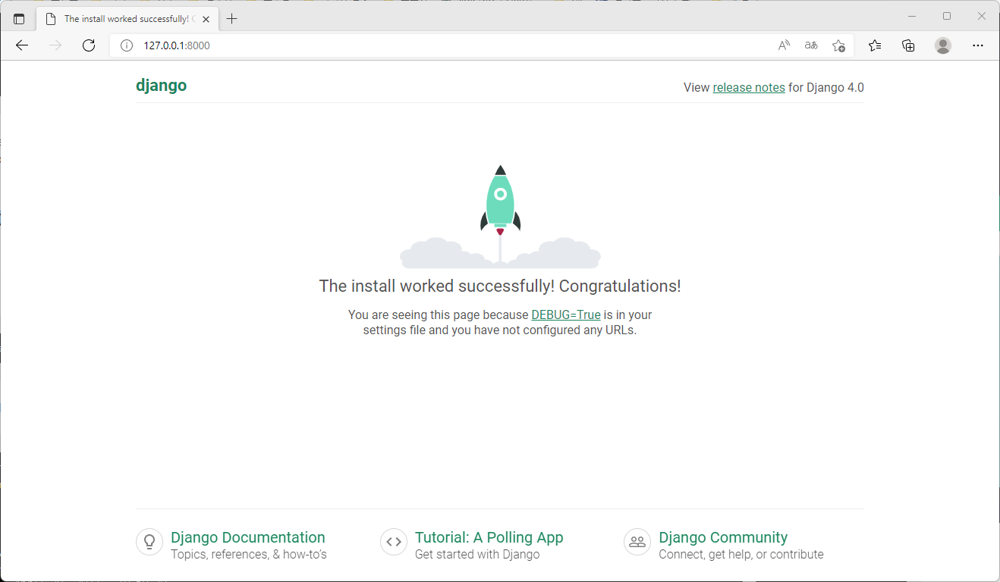 The install worked successfully!
127.0.0.1:8000
django
View release notes for Django 4.0
The install worked successfully! Congratulations!
You are seeing this page because DEBUG=True is in your
settings file and you have not configured any URLs.
Django Documentation
Topics, references, & how-to's
Tutorial: A Polling App
Get started with Django
Django Community
Connect, get help, or contribute